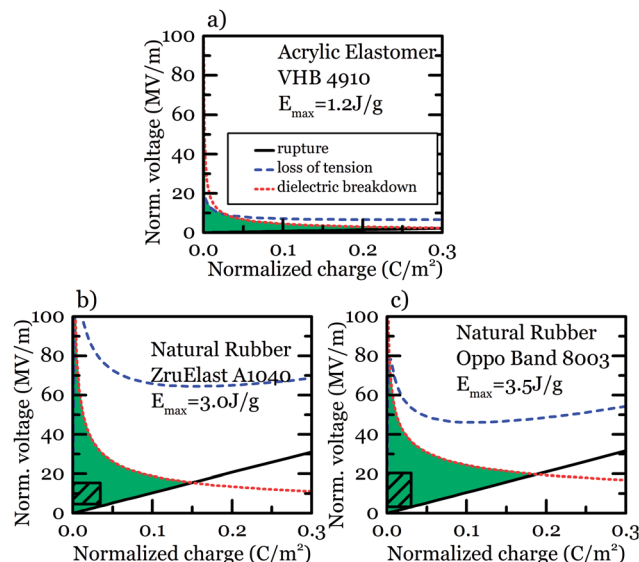 a)
Acrylic Elastomer
VHB 4910
E_max=1.2J/g
rupture
loss of tension
dielectric breakdown
Norm. voltage (MV/m)
100
80
60
40
20
0
0.0 0.1 0.2 0.3
Normalized charge (C/m²)
b)
Natural Rubber
ZruElast A1040
E_max=3.0J/g
Norm. voltage (MV/m)
100
80
60
40
20
0
0.0 0.1 0.2 0.3
Normalized charge (C/m²)
c)
Natural Rubber
Oppo Band 8003
E_max=3.5J/g
Norm. voltage (MV/m)
100
80
60
40
20
0
0.0 0.1 0.2 0.3
Normalized charge (C/m²)